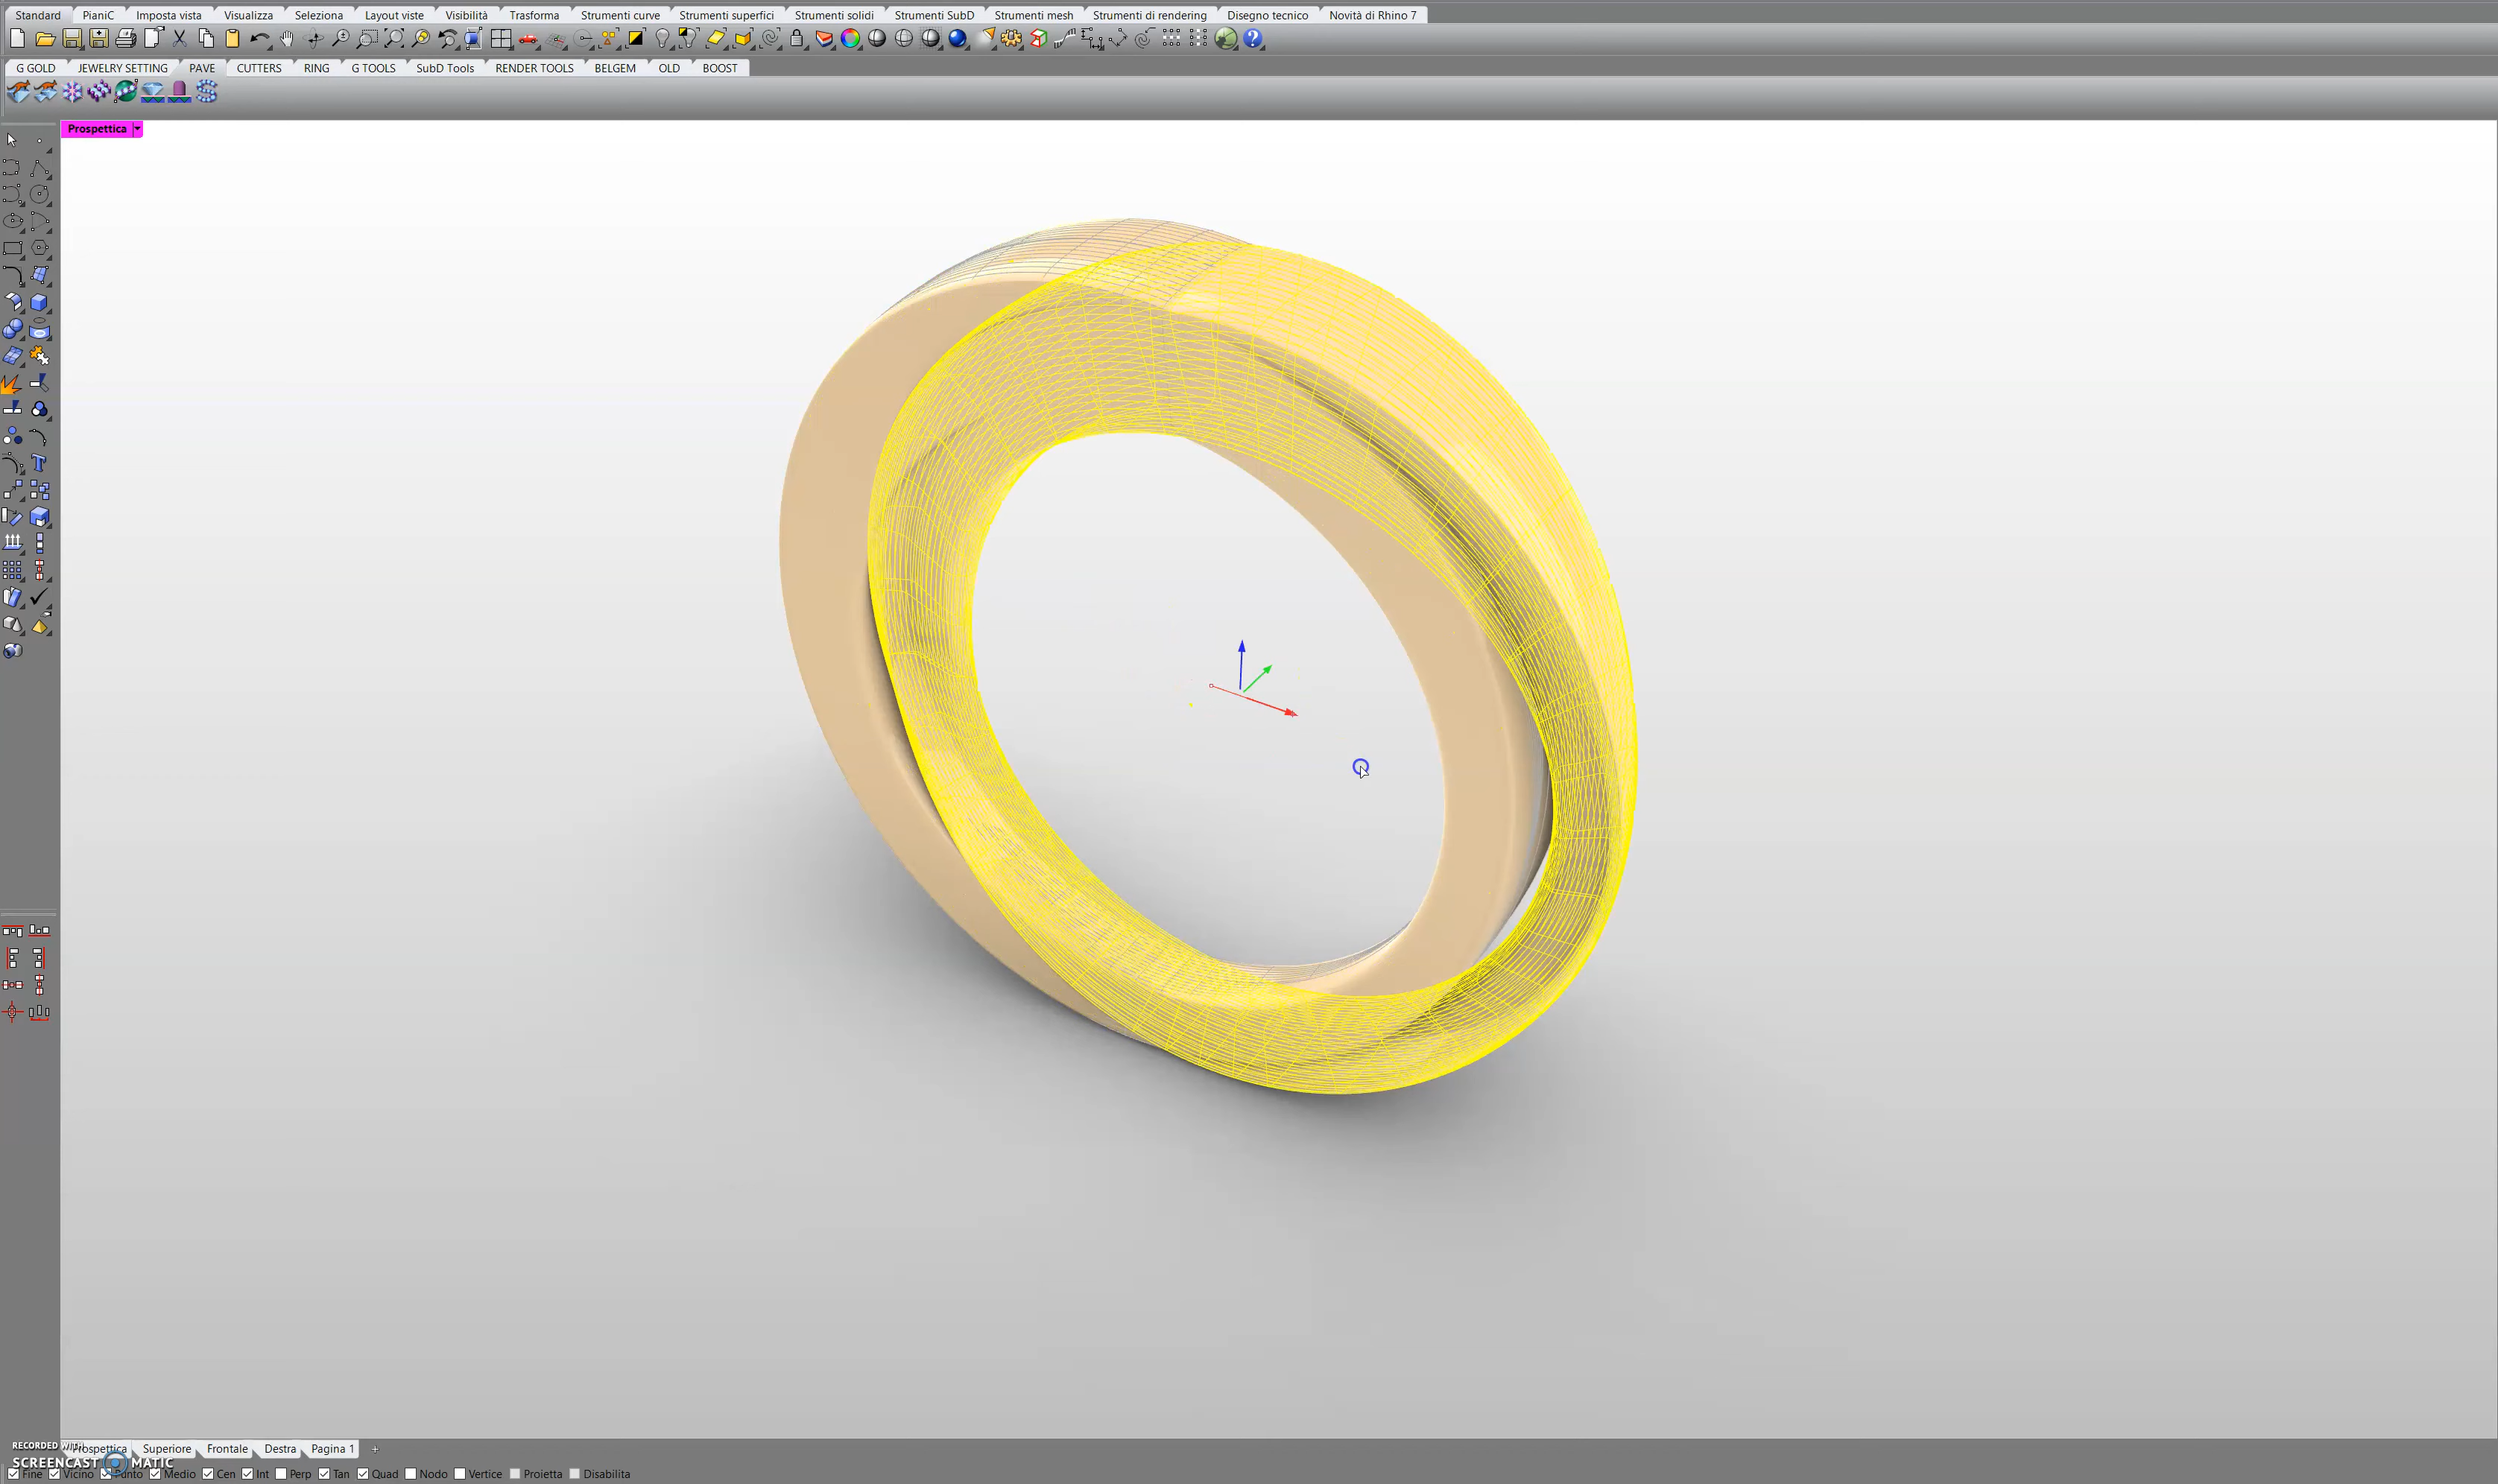 Standard PianiC Imposta vista Visualizza Seleziona Layout viste Visibilità Trasforma Strumenti curve Strumenti superfici Strumenti solidi Strumenti SubD Strumenti mesh Strumenti di rendering Disegno tecnico Novità di Rhino 7
G GOLD JEWELRY SETTING PAVE CUTTERS RING G TOOLS SubD Tools RENDER TOOLS BELGEM OLD BOOST
Prospettica
RECORDED WITH
Prospettica Superiore Frontale Destra Pagina 1
SCREENCAST MATIC
Fine Vicino Punto Medio Cen Int Perp Tan Quad Nodo Vertice Proietta Disabilita